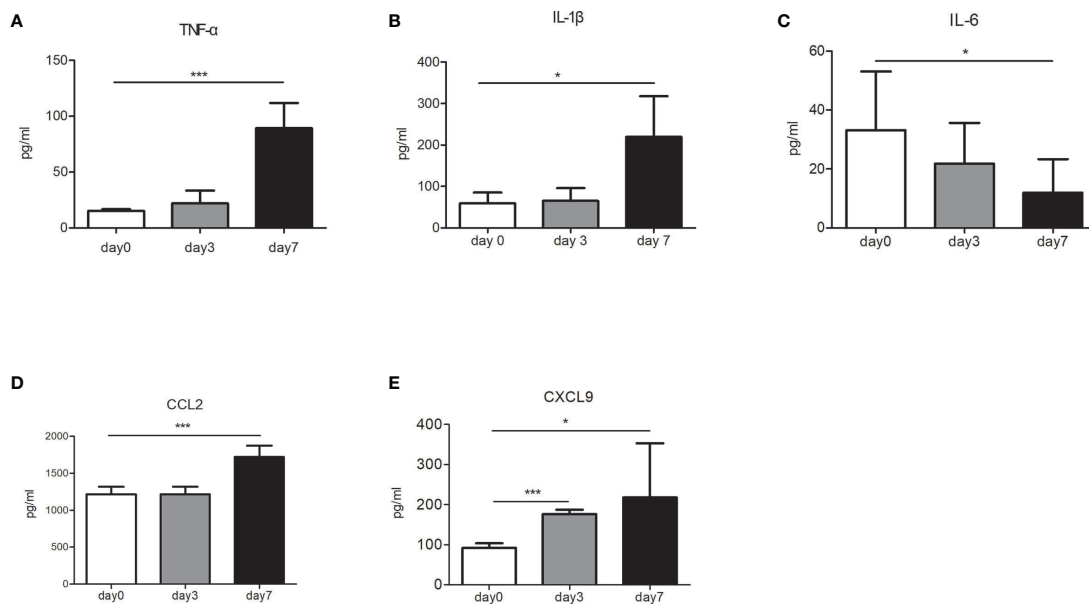 A
TNF-α
***
150
100
50
0
pg/ml
day0 day3 day7
B
IL-1β
*
400
300
200
100
0
pg/ml
day 0 day 3 day 7
C
IL-6
*
60
40
20
0
pg/ml
day0 day3 day7
D
CCL2
***
2000
1500
1000
500
0
pg/ml
day0 day3 day7
E
CXCL9
*
***
400
300
200
100
0
pg/ml
day0 day3 day7